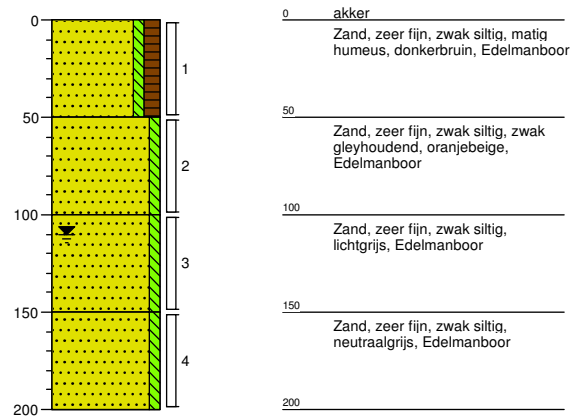 0
50
100
150
200
1
2
3
4
0
akker
Zand, zeer fijn, zwak siltig, matig
humeus, donkerbruin, Edelmanboor
50
Zand, zeer fijn, zwak siltig, zwak
gleyhoudend, oranjebeige,
Edelmanboor
100
Zand, zeer fijn, zwak siltig,
lichtgrijs, Edelmanboor
150
Zand, zeer fijn, zwak siltig,
neutraalgrijs, Edelmanboor
200